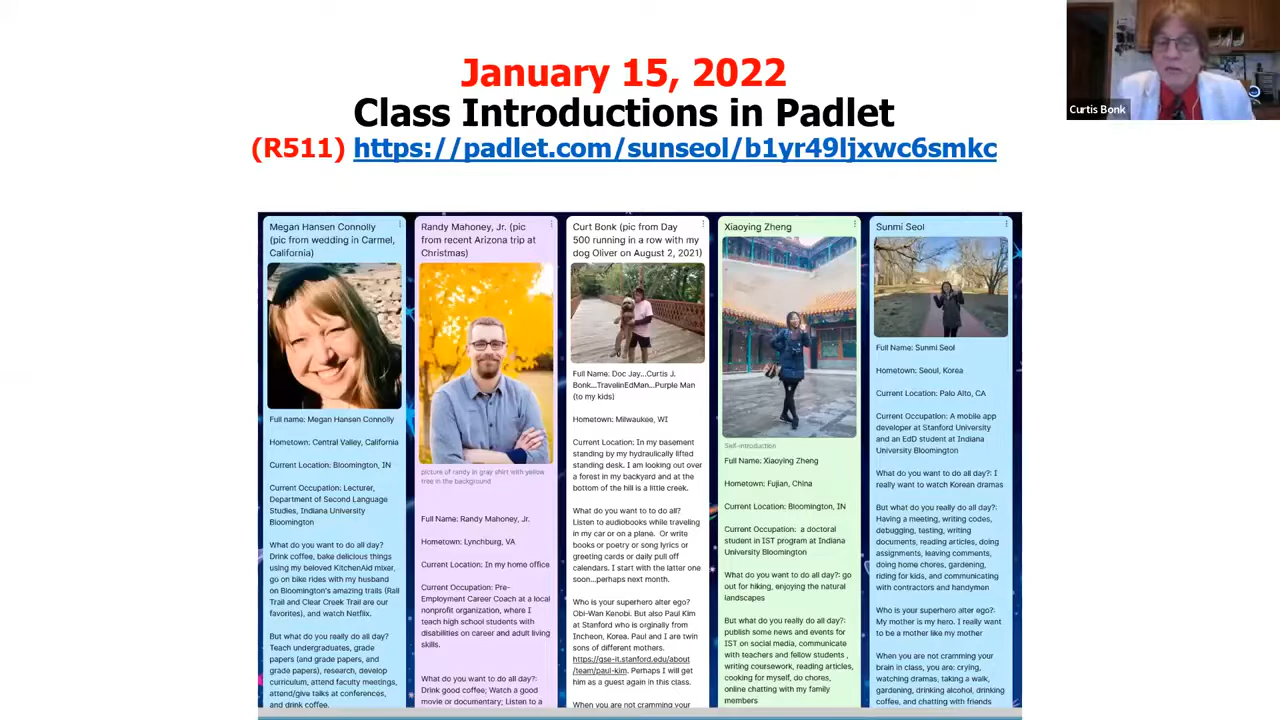 January 15, 2022
Class Introductions in Padlet
(R511) https://padlet.com/sunseol/b1yr49ljxwc6smkc
Curtis Bonk
Megan Hansen Connolly
(pic from wedding in Carmel,
California)
Full name: Megan Hansen Connolly
Hometown: Central Valley, California
Current Location: Bloomington, IN
Current Occupation: Lecturer,
Department of Second Language
Studies, Indiana University
Bloomington
What do you want to do all day?
Drink coffee, bake delicious things
using my beloved KitchenAid mixer,
go on bike rides with my husband
on Bloomington's amazing trails (Rail
Trail and Clear Creek Trail are our
favorites), and watch Netflix.
But what do you really do all day?
Teach undergraduates, grade
papers (and grade papers, and
grade papers), research, develop
curriculum, attend faculty meetings,
attend/give talks at conferences,
and drink coffee.
Randy Mahoney, Jr. (pic
from recent Arizona trip at
Christmas)
picture of randy in gray shirt with yellow
tree in the background
Full Name: Randy Mahoney, Jr.
Hometown: Lynchburg, VA
Current Location: In my home office
Current Occupation: Pre-
Employment Career Coach at a local
nonprofit organization, where I
teach high school students with
disabilities on career and adult living
skills.
What do you want to do all day?:
Drink good coffee; Watch a good
movie or documentary; Listen to a
Curt Bonk (pic from Day
500 running in a row with my
dog Oliver on August 2, 2021)
Full Name: Doc Jay...Curtis J.
Bonk...TravelinEdMan...Purple Man
(to my kids)
Hometown: Milwaukee, WI
Current Location: In my basement
standing by my hydraulically lifted
standing desk. I am looking out over
a forest in my backyard and at the
bottom of the hill is a little creek.
What do you want to to do all?
Listen to audiobooks while traveling
in my car or on a plane. Or write
books or poetry or song lyrics or
greeting cards or daily pull off
calendars. I start with the latter one
soon...perhaps next month.
Who is your superhero alter ego?
Obi-Wan Kenobi. But also Paul Kim
at Stanford who is orginally from
Incheon, Korea. Paul and I are twin
sons of different mothers.
https://gse-it.stanford.edu/about
/team/paul-kim. Perhaps I will get
him as a guest again in this class.
When you are not cramming your
Xiaoying Zheng
Self-introduction
Full Name: Xiaoying Zheng
Hometown: Fujian, China
Current Location: Bloomington, IN
Current Occupation: a doctoral
student in IST program at Indiana
University Bloomington
What do you want to do all day?: go
out for hiking, enjoying the natural
landscapes
But what do you really do all day?:
publish some news and events for
IST on social media, communicate
with teachers and fellow students ,
writing coursework, reading articles,
cooking for myself, do chores,
online chatting with my family
members
Sunmi Seol
Full Name: Sunmi Seol
Hometown: Seoul, Korea
Current Location: Palo Alto, CA
Current Occupation: A mobile app
developer at Stanford University
and an EdD student at Indiana
University Bloomington
What do you want to do all day?: I
really want to watch Korean dramas
But what do you really do all day?:
Having a meeting, writing codes,
debugging, testing, writing
documents, reading articles, doing
assignments, leaving comments,
doing home chores, gardening,
riding for kids, and communicating
with contractors and handymen
Who is your superhero alter ego?:
My mother is my hero. I really want
to be a mother like my mother
When you are not cramming your
brain in class, you are: crying,
watching dramas, taking a walk,
gardening, drinking alcohol, drinking
coffee, and chatting with friends